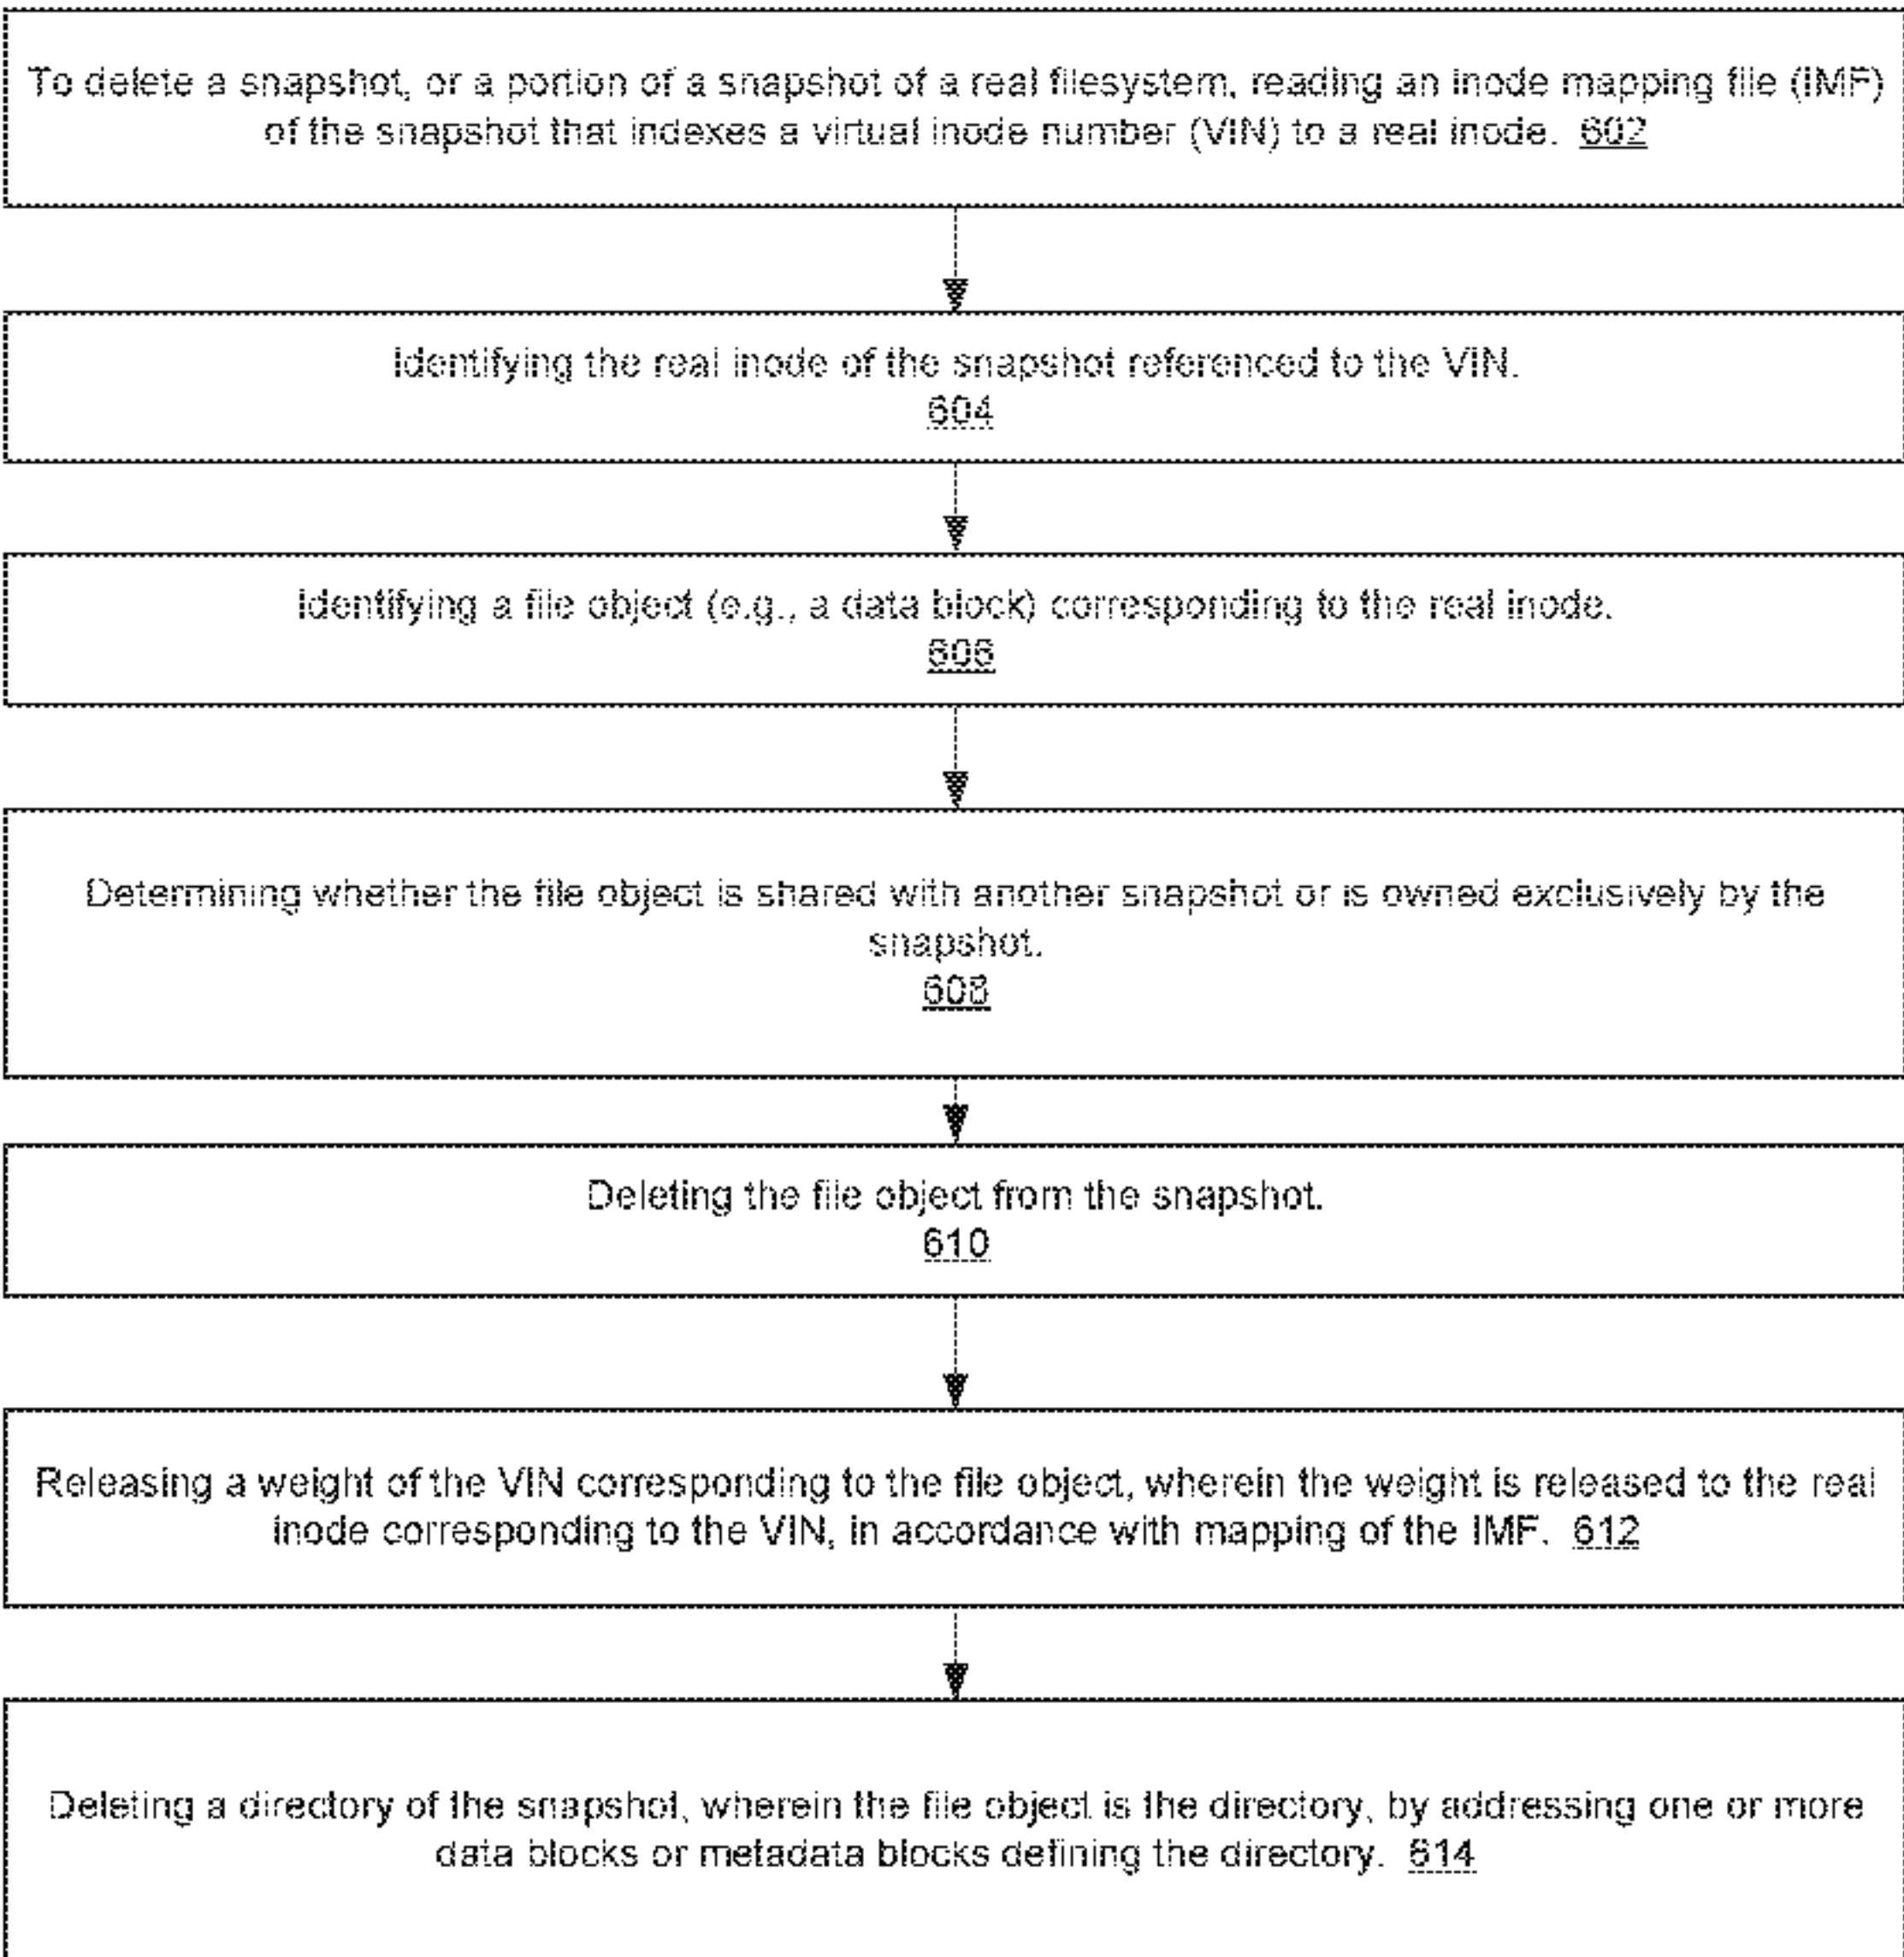 To delete a snapshot, or a portion of a snapshot of a real filesystem, reading an inode mapping file (IMF)
of the snapshot that indexes a virtual inode number (VIN) to a real inode. 602
Identifying the real inode of the snapshot referenced to the VIN.
604
Identifying a file object (e.g., a data block) corresponding to the real inode.
606
Determining whether the file object is shared with another snapshot or is owned exclusively by the
snapshot.
608
Deleting the file object from the snapshot.
610
Releasing a weight of the VIN corresponding to the file object, wherein the weight is released to the real
inode corresponding to the VIN, in accordance with mapping of the IMF. 612
Deleting a directory of the snapshot, wherein the file object is the directory, by addressing one or more
data blocks or metadata blocks defining the directory. 614